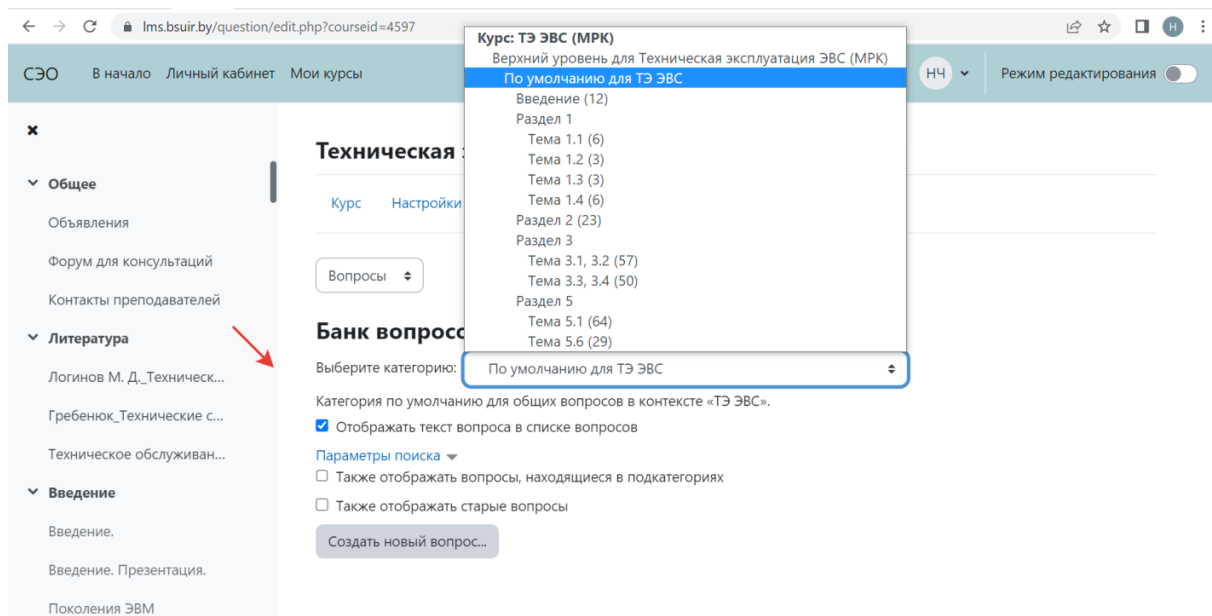 lms.bsuir.by/question/edit.php?courseid=4597
Н
СЭО В начало Личный кабинет Мои курсы
НЧ Режим редактирования
Курс: ТЭ ЭВС (МРК)
Верхний уровень для Техническая эксплуатация ЭВС (МРК)
По умолчанию для ТЭ ЭВС
Введение (12)
Раздел 1
Тема 1.1 (6)
Тема 1.2 (3)
Тема 1.3 (3)
Тема 1.4 (6)
Раздел 2 (23)
Раздел 3
Тема 3.1, 3.2 (57)
Тема 3.3, 3.4 (50)
Раздел 5
Тема 5.1 (64)
Тема 5.6 (29)
Общее
Объявления
Форум для консультаций
Контакты преподавателей
Литература
Логинов М. Д._Техническ...
Гребенюк_Технические с...
Техническое обслуживан...
Введение
Введение.
Введение. Презентация.
Поколения ЭВМ
Техническая
Курс Настройки
Вопросы
Банк вопросо
Выберите категорию: По умолчанию для ТЭ ЭВС
Категория по умолчанию для общих вопросов в контексте «ТЭ ЭВС».
Отображать текст вопроса в списке вопросов
Параметры поиска
Также отображать вопросы, находящиеся в подкатегориях
Также отображать старые вопросы
Создать новый вопрос...